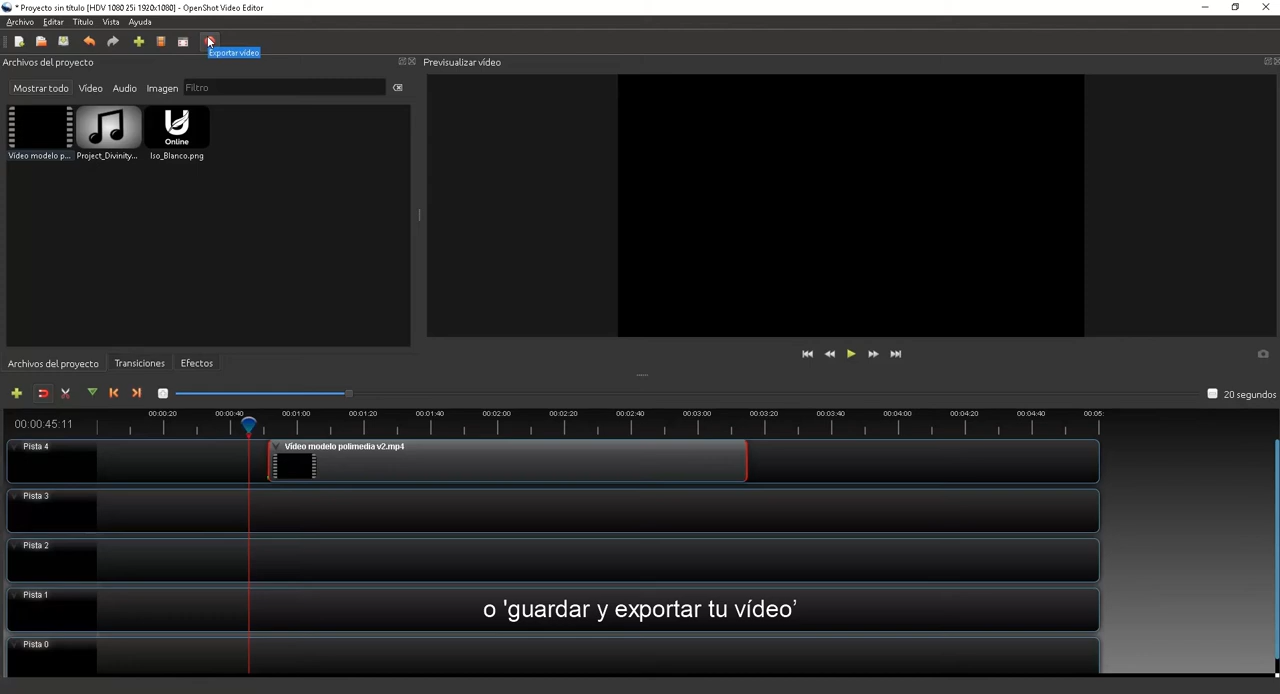 * Proyecto sin título [HDV 1080 25i 1920x1080] - OpenShot Video Editor
Archivo Editar Título Vista Ayuda
Exportar vídeo
Archivos del proyecto
Previsualizar vídeo
Mostrar todo Vídeo Audio Imagen Filtro
Online
Vídeo modelo p... Project_Divinity... Iso_Blanco.png
Archivos del proyecto Transiciones Efectos
20 segundos
00:00:45:11
00:00:20 00:00:40 00:01:00 00:01:20 00:01:40 00:02:00 00:02:20 00:02:40 00:03:00 00:03:20 00:03:40 00:04:00 00:04:20 00:04:40 00:05:
Pista 4
Vídeo modelo polimedia v2.mp4
Pista 3
Pista 2
Pista 1
o 'guardar y exportar tu vídeo’
Pista 0